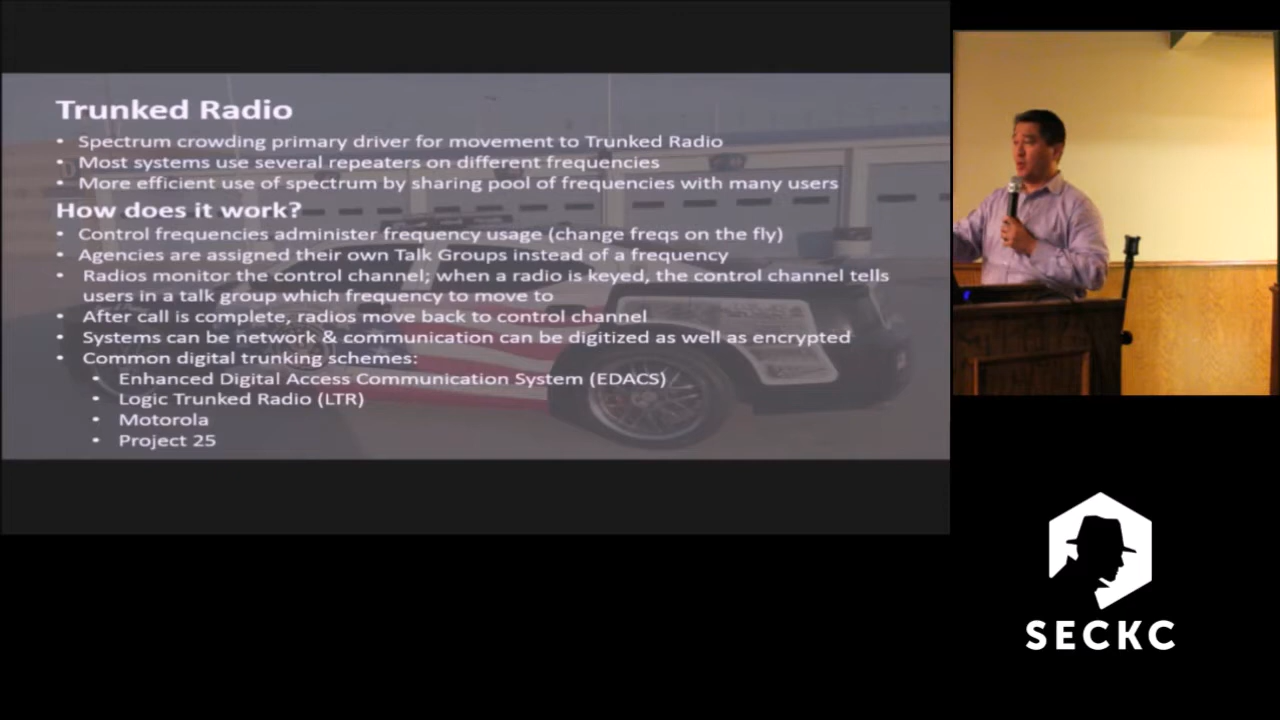 Trunked Radio
• Spectrum crowding primary driver for movement to Trunked Radio
• Most systems use several repeaters on different frequencies
• More efficient use of spectrum by sharing pool of frequencies with many users
How does it work?
• Control frequencies administer frequency usage (change freqs on the fly)
• Agencies are assigned their own Talk Groups instead of a frequency
• Radios monitor the control channel; when a radio is keyed, the control channel tells
users in a talk group which frequency to move to
• After call is complete, radios move back to control channel
• Systems can be network & communication can be digitized as well as encrypted
• Common digital trunking schemes:
• Enhanced Digital Access Communication System (EDACS)
• Logic Trunked Radio (LTR)
• Motorola
• Project 25
SECKC